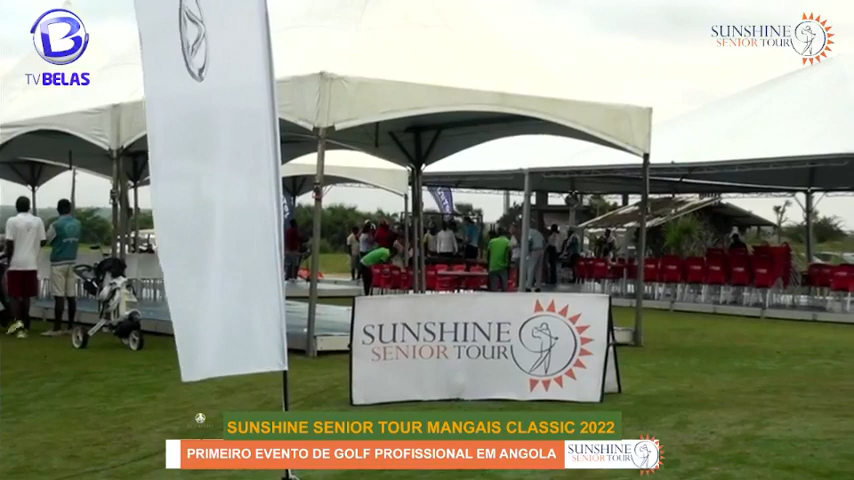 TV BELAS
SUNSHINE
SENIOR TOUR
SUNSHINE
SENIOR TOUR
SUNSHINE SENIOR TOUR MANGAIS CLASSIC 2022
PRIMEIRO EVENTO DE GOLF PROFISSIONAL EM ANGOLA
SUNSHINE
SENIOR TOUR